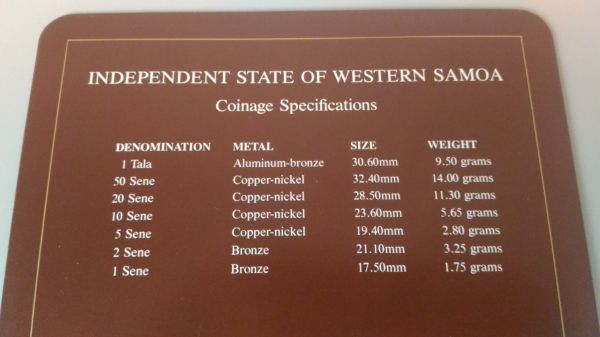 INDEPENDENT STATE OF WESTERN SAMOA
Coinage Specifications
DENOMINATION METAL SIZE WEIGHT
1 Tala Aluminum-bronze 30.60mm 9.50 grams
50 Sene Copper-nickel 32.40mm 14.00 grams
20 Sene Copper-nickel 28.50mm 11.30 grams
10 Sene Copper-nickel 23.60mm 5.65 grams
5 Sene Copper-nickel 19.40mm 2.80 grams
2 Sene Bronze 21.10mm 3.25 grams
1 Sene Bronze 17.50mm 1.75 grams